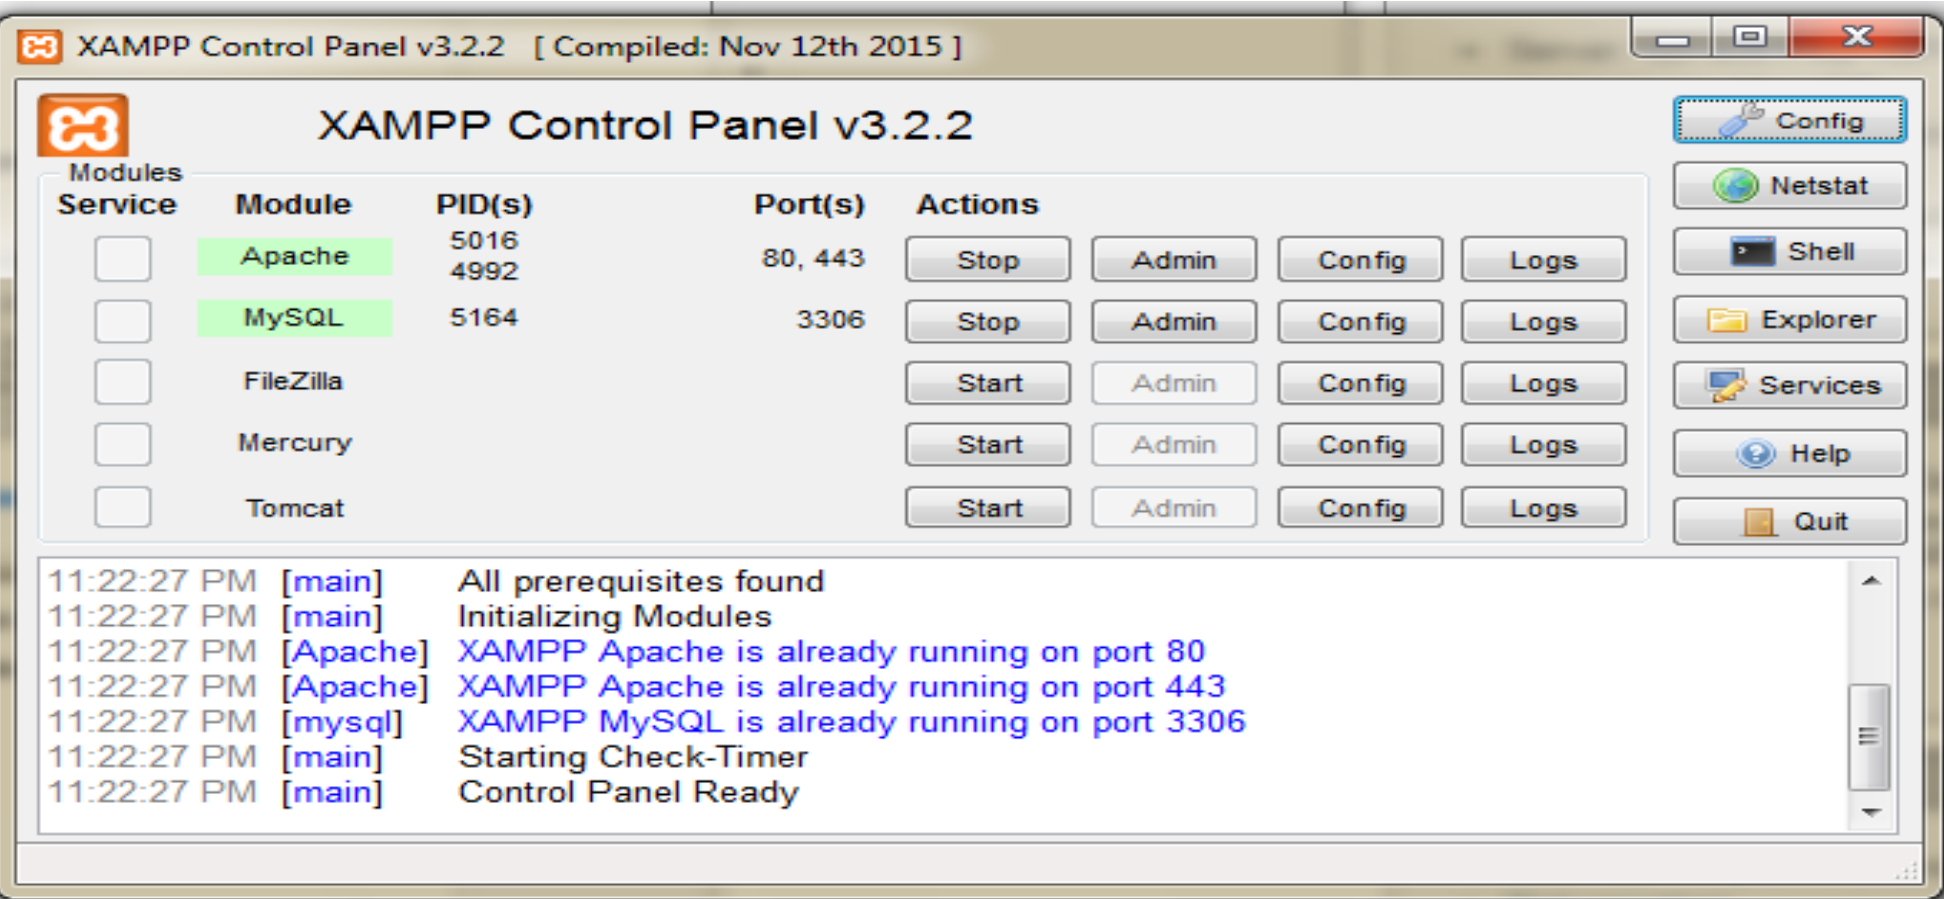 XAMPP Control Panel v3.2.2 [ Compiled: Nov 12th 2015 ]
XAMPP Control Panel v3.2.2
Config
Modules
Netstat
Service Module PID(s) Port(s) Actions
Apache 5016 4992 80, 443 Stop Admin Config Logs
Shell
MySQL 5164 3306 Stop Admin Config Logs
Explorer
FileZilla Start Admin Config Logs
Services
Mercury Start Admin Config Logs
Help
Tomcat Start Admin Config Logs
Quit
11:22:27 PM [main] All prerequisites found
11:22:27 PM [main] Initializing Modules
11:22:27 PM [Apache] XAMPP Apache is already running on port 80
11:22:27 PM [Apache] XAMPP Apache is already running on port 443
11:22:27 PM [mysql] XAMPP MySQL is already running on port 3306
11:22:27 PM [main] Starting Check-Timer
11:22:27 PM [main] Control Panel Ready